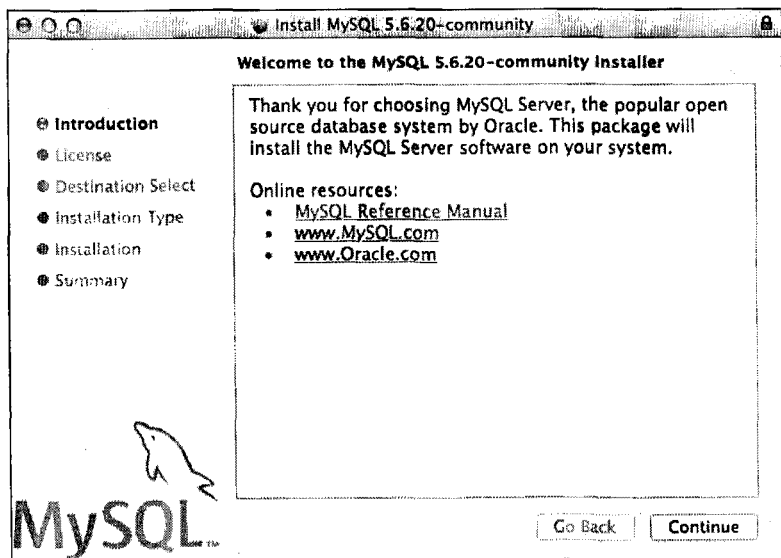 Install MySQL 5.6.20-community
Welcome to the MySQL 5.6.20-community Installer
Introduction
License
Destination Select
Installation Type
Installation
Summary
Thank you for choosing MySQL Server, the popular open
source database system by Oracle. This package will
install the MySQL Server software on your system.
Online resources:
• MySQL Reference Manual
• www.MySQL.com
• www.Oracle.com
MySQL™
Go Back
Continue